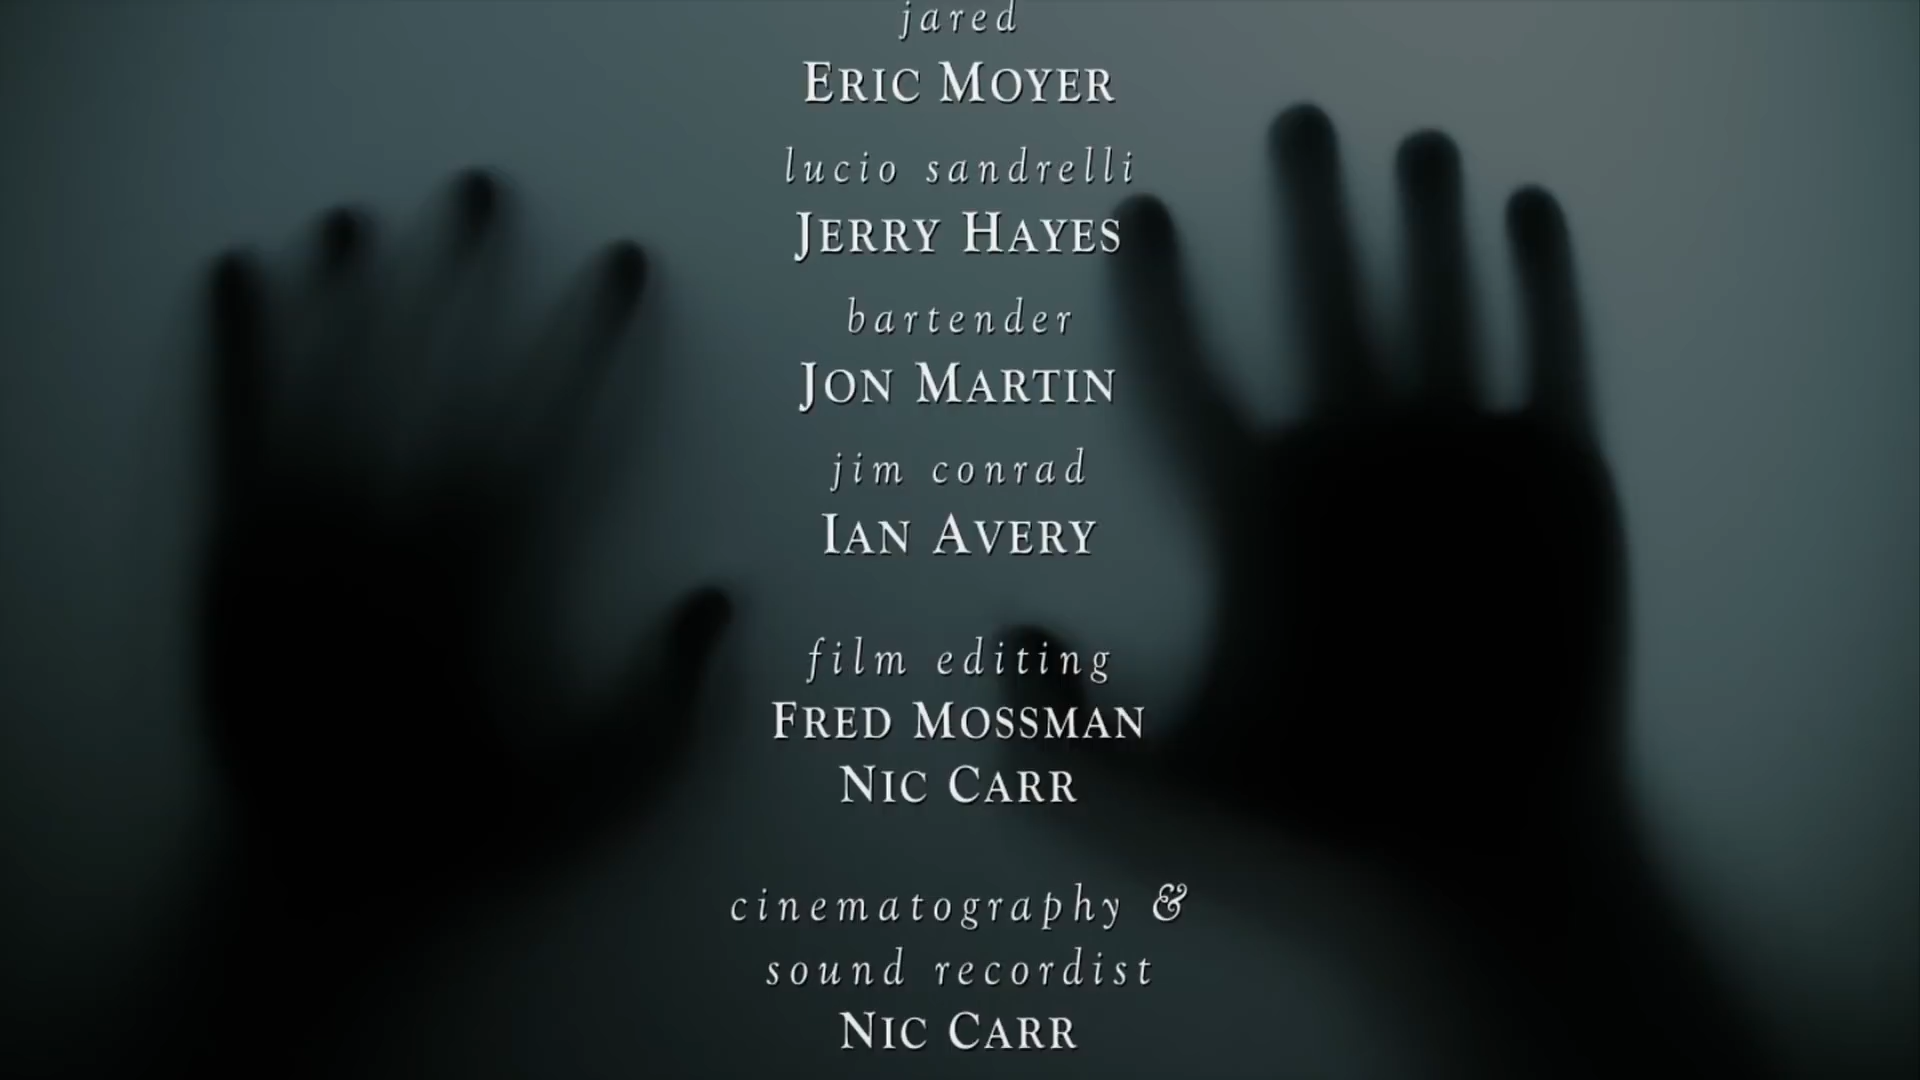 jared
ERIC MOYER
lucio sandrelli
JERRY HAYES
bartender
JON MARTIN
jim conrad
IAN AVERY
film editing
FRED MOSSMAN
NIC CARR
cinematography &
sound recordist
NIC CARR